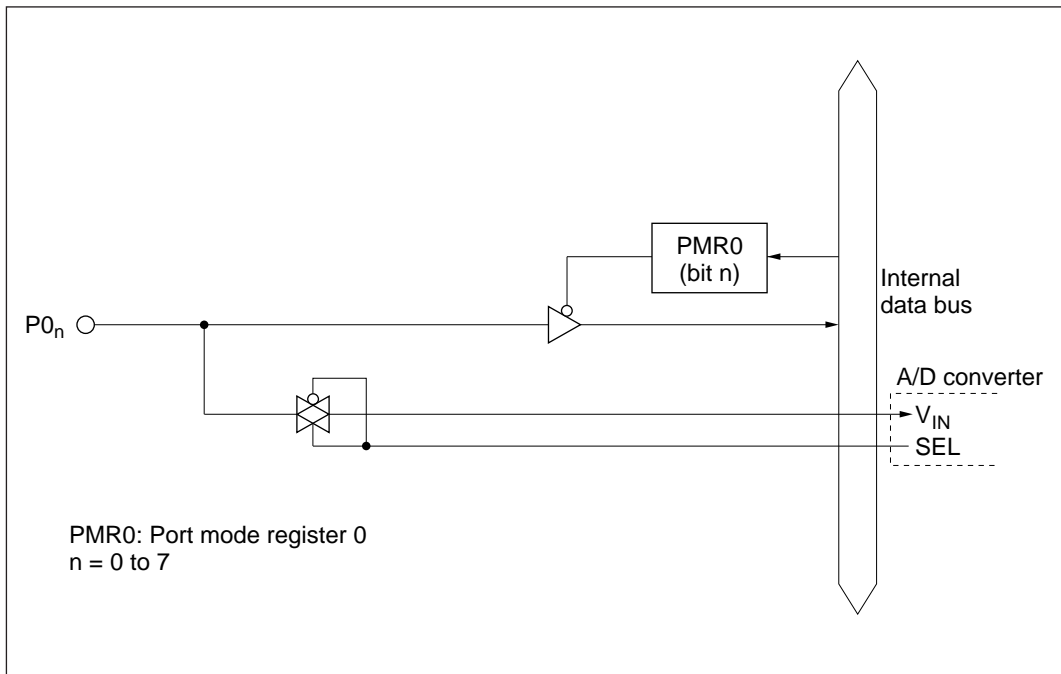 PMR0
(bit n)
Internal
data bus
P0n
A/D converter
VIN
SEL
PMR0: Port mode register 0
n = 0 to 7